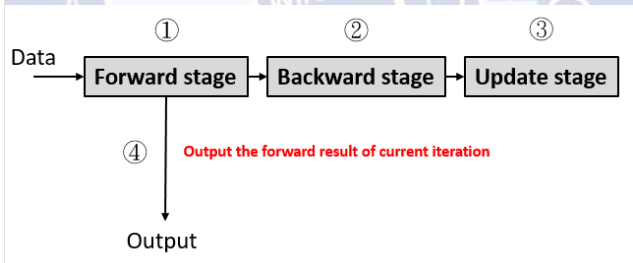 ① ② ③
Data
Forward stage Backward stage Update stage
④ Output the forward result of current iteration
Output